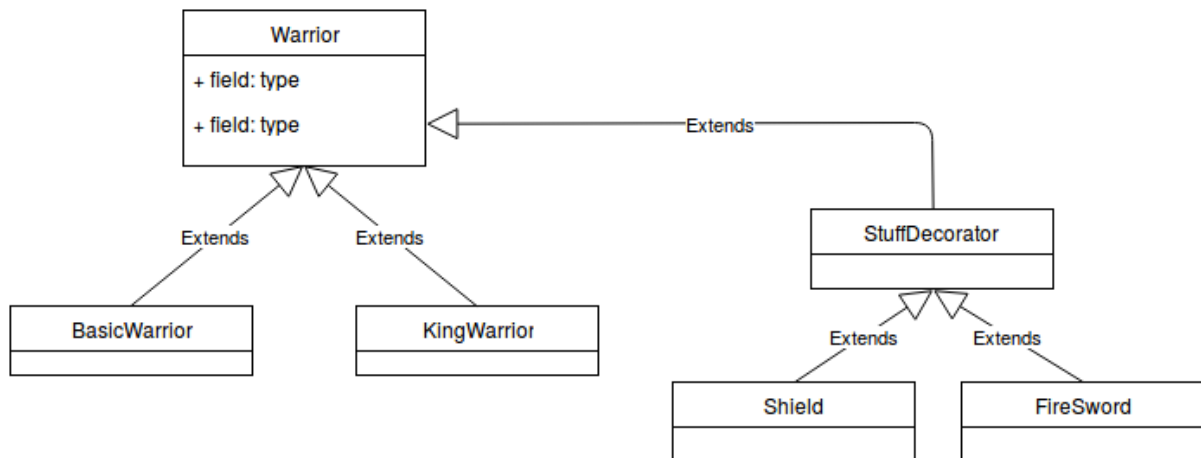 Warrior
+ field: type
+ field: type
Extends
StuffDecorator
Extends
Extends
BasicWarrior
KingWarrior
Extends
Extends
Shield
FireSword